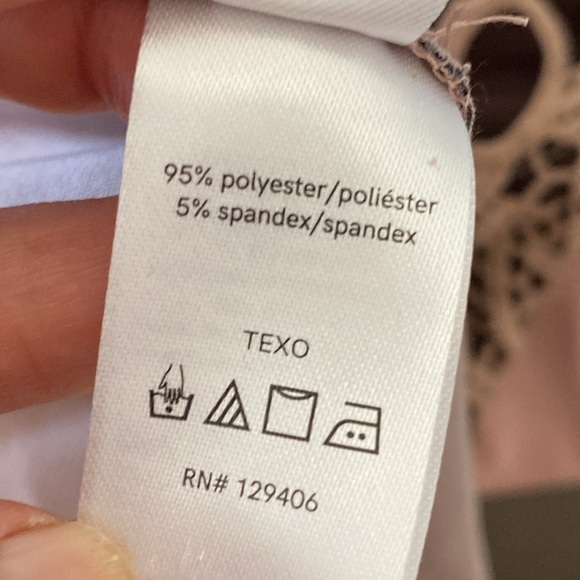 95% polyester/poliéster
5% spandex/spandex
TEXO
RN# 129406